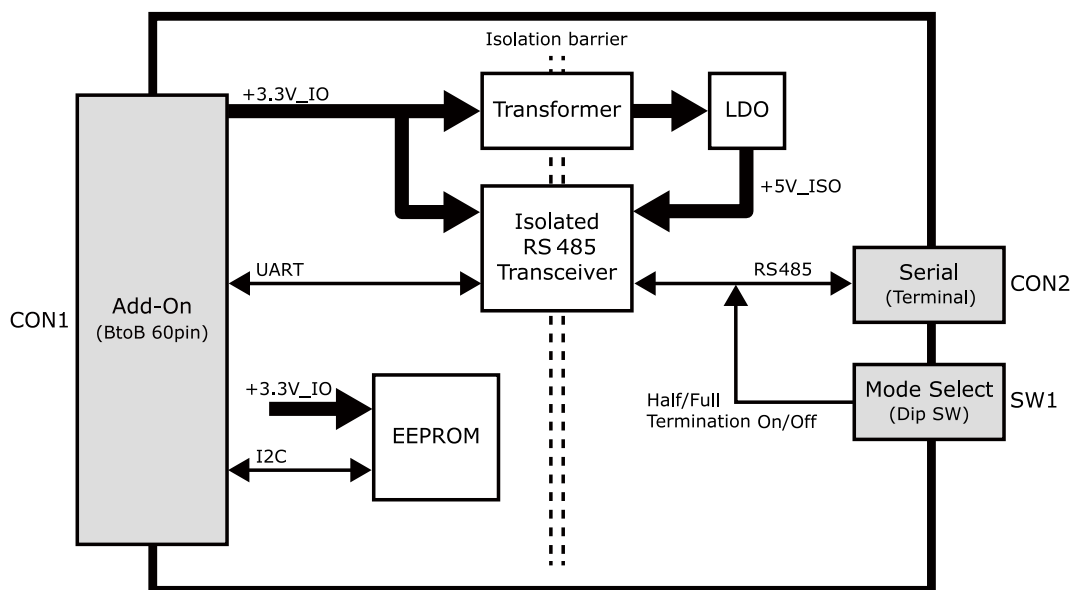 Isolation barrier
+3.3V_IO
Transformer
LDO
+5V_ISO
Isolated
RS 485
Transceiver
UART
RS485
Serial
(Terminal)
CON2
Add-On
(BtoB 60pin)
CON1
+3.3V_IO
EEPROM
I2C
Half/Full
Termination On/Off
Mode Select
(Dip SW)
SW1